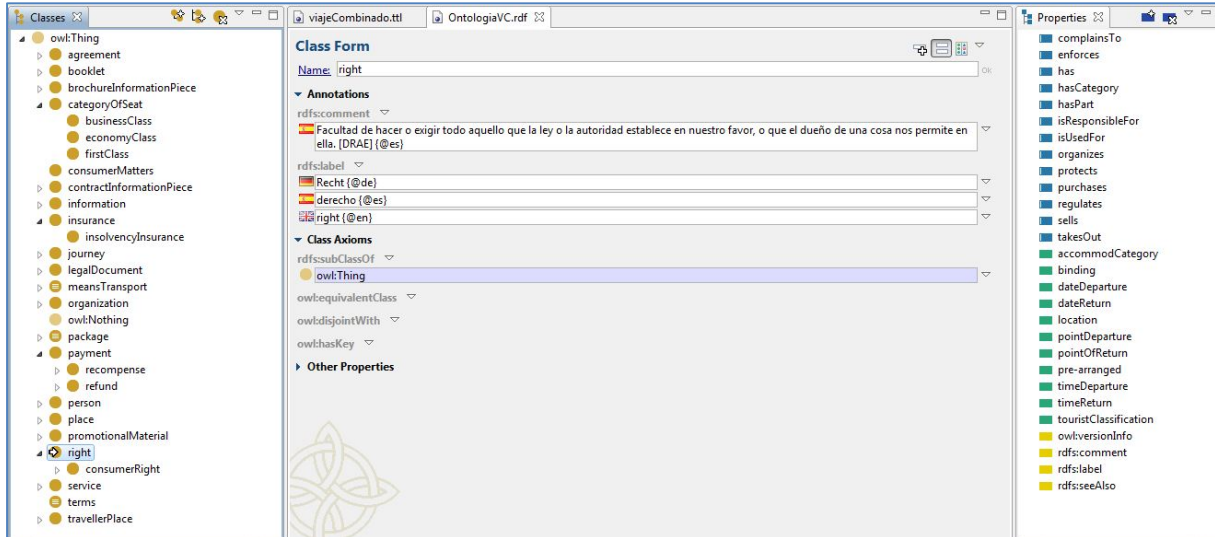 Classes
owl:Thing
agreement
booklet
brochureInformationPiece
categoryOfSeat
businessClass
economyClass
firstClass
consumerMatters
contractInformationPiece
information
insurance
insolvencyInsurance
journey
legalDocument
meansTransport
organization
owl:Nothing
package
payment
recompense
refund
person
place
promotionalMaterial
right
consumerRight
service
terms
travellerPlace
viajeCombinado.ttl OntologiaVC.rdf
Class Form
Name: right OK
Annotations
rdfs:comment
Facultad de hacer o exigir todo aquello que la ley o la autoridad establece en nuestro favor, o que el dueño de una cosa nos permite en
ella. [DRAE] {@es}
rdfs:label
Recht {@de}
derecho {@es}
right {@en}
Class Axioms
rdfs:subClassOf
owl:Thing
owl:equivalentClass
owl:disjointWith
owl:hasKey
Other Properties
Properties
complainsTo
enforces
has
hasCategory
hasPart
isResponsibleFor
isUsedFor
organizes
protects
purchases
regulates
sells
takesOut
accommodCategory
binding
dateDeparture
dateReturn
location
pointDeparture
pointOfReturn
pre-arranged
timeDeparture
timeReturn
touristClassification
owl:versionInfo
rdfs:comment
rdfs:label
rdfs:seeAlso